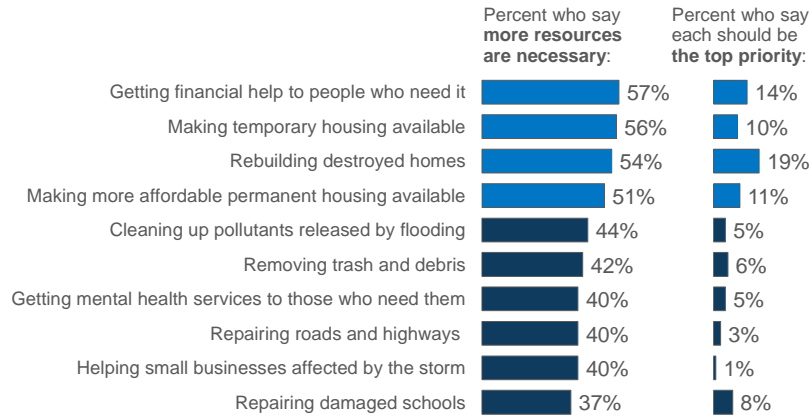 Percent who say
more resources
are necessary:
Percent who say
each should be
the top priority:
Getting financial help to people who need it 57% 14%
Making temporary housing available 56% 10%
Rebuilding destroyed homes 54% 19%
Making more affordable permanent housing available 51% 11%
Cleaning up pollutants released by flooding 44% 5%
Removing trash and debris 42% 6%
Getting mental health services to those who need them 40% 5%
Repairing roads and highways 40% 3%
Helping small businesses affected by the storm 40% 1%
Repairing damaged schools 37% 8%